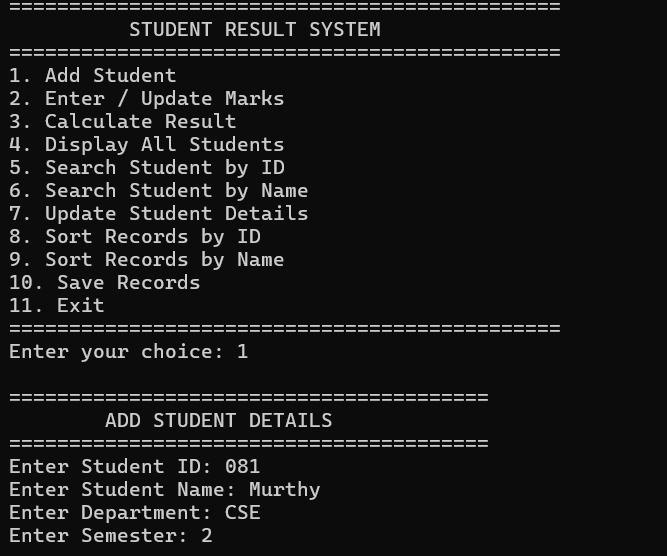 ==============================================
STUDENT RESULT SYSTEM
==============================================
1. Add Student
2. Enter / Update Marks
3. Calculate Result
4. Display All Students
5. Search Student by ID
6. Search Student by Name
7. Update Student Details
8. Sort Records by ID
9. Sort Records by Name
10. Save Records
11. Exit
==============================================
Enter your choice: 1

========================================
ADD STUDENT DETAILS
========================================
Enter Student ID: 081
Enter Student Name: Murthy
Enter Department: CSE
Enter Semester: 2